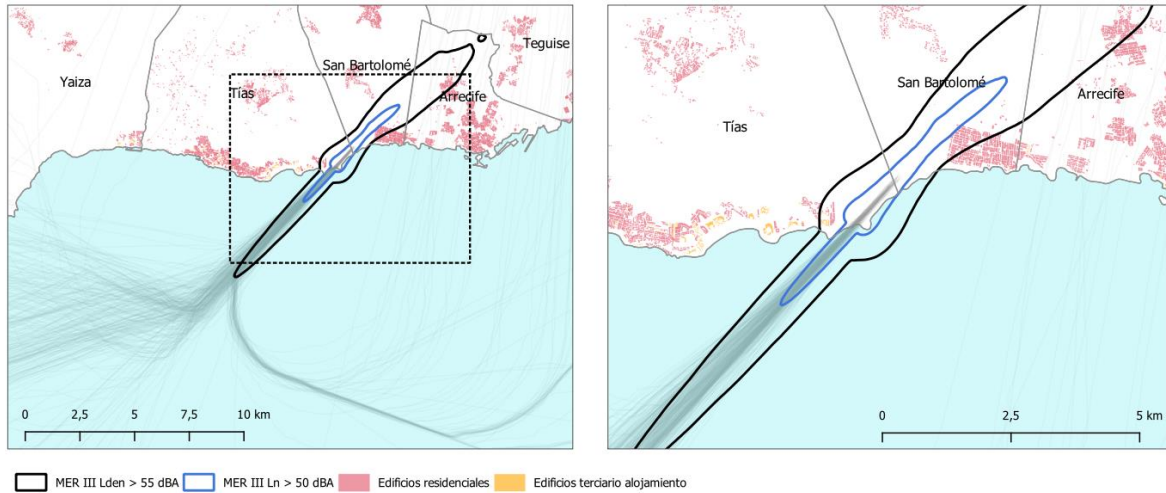 Teguise
San Bartolomé
Yaiza
Tías
Arrecife
0 2,5 5 7,5 10 km
San Bartolomé
Arrecife
Tías
0 2,5 5 km
MER III Lden > 55 dBA MER III Ln > 50 dBA Edificios residenciales Edificios terciario alojamiento